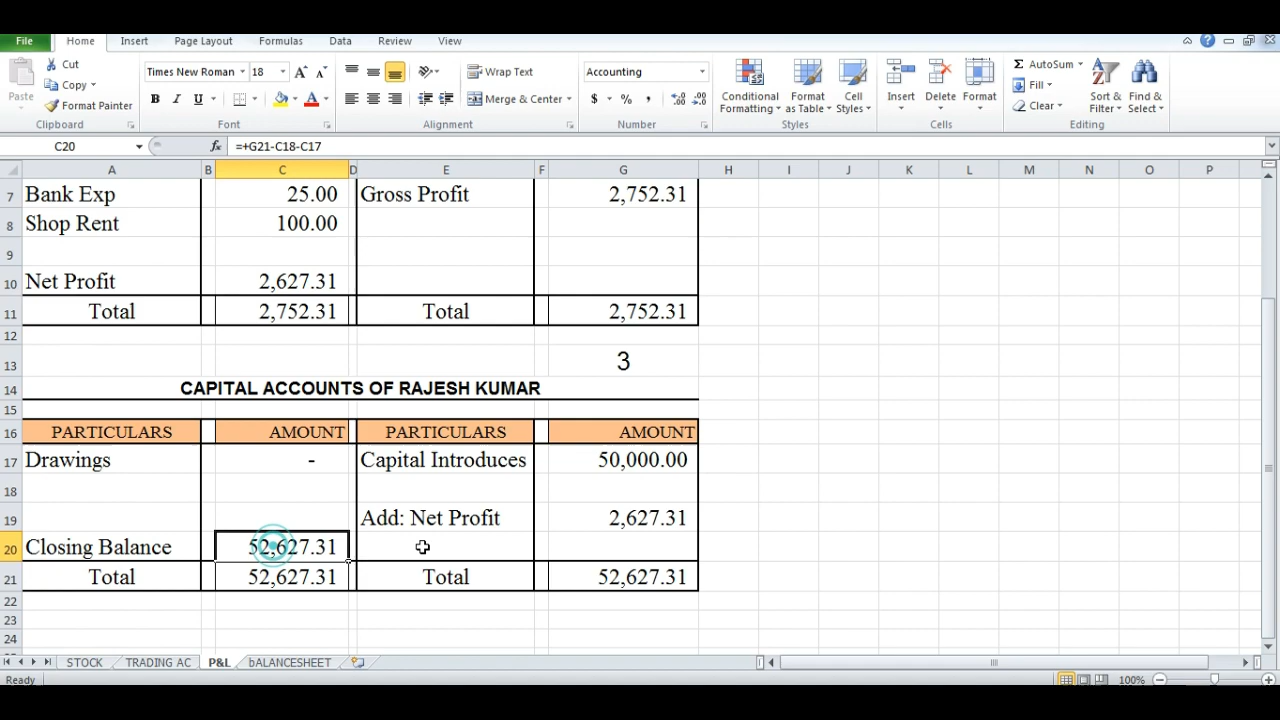 File Home Insert Page Layout Formulas Data Review View
Paste Cut Copy Format Painter Clipboard
Times New Roman 18 A A B I U A Font
Wrap Text Merge & Center Alignment
Accounting $ % , Number
Conditional Formatting Format as Table Cell Styles Styles
Insert Delete Format Cells
Σ AutoSum Fill Clear Sort & Filter Find & Select Editing
C20 fx =+G21-C18-C17
A B C D E F G H I J K L M N O P
7 Bank Exp 25.00 Gross Profit 2,752.31
8 Shop Rent 100.00
9
10 Net Profit 2,627.31
11 Total 2,752.31 Total 2,752.31
12
13 3
14 CAPITAL ACCOUNTS OF RAJESH KUMAR
15
16 PARTICULARS AMOUNT PARTICULARS AMOUNT
17 Drawings - Capital Introduces 50,000.00
18
19 Add: Net Profit 2,627.31
20 Closing Balance 52,627.31
21 Total 52,627.31 Total 52,627.31
22
23
24
STOCK TRADING AC P&L bALANCESHEET
Ready 100%